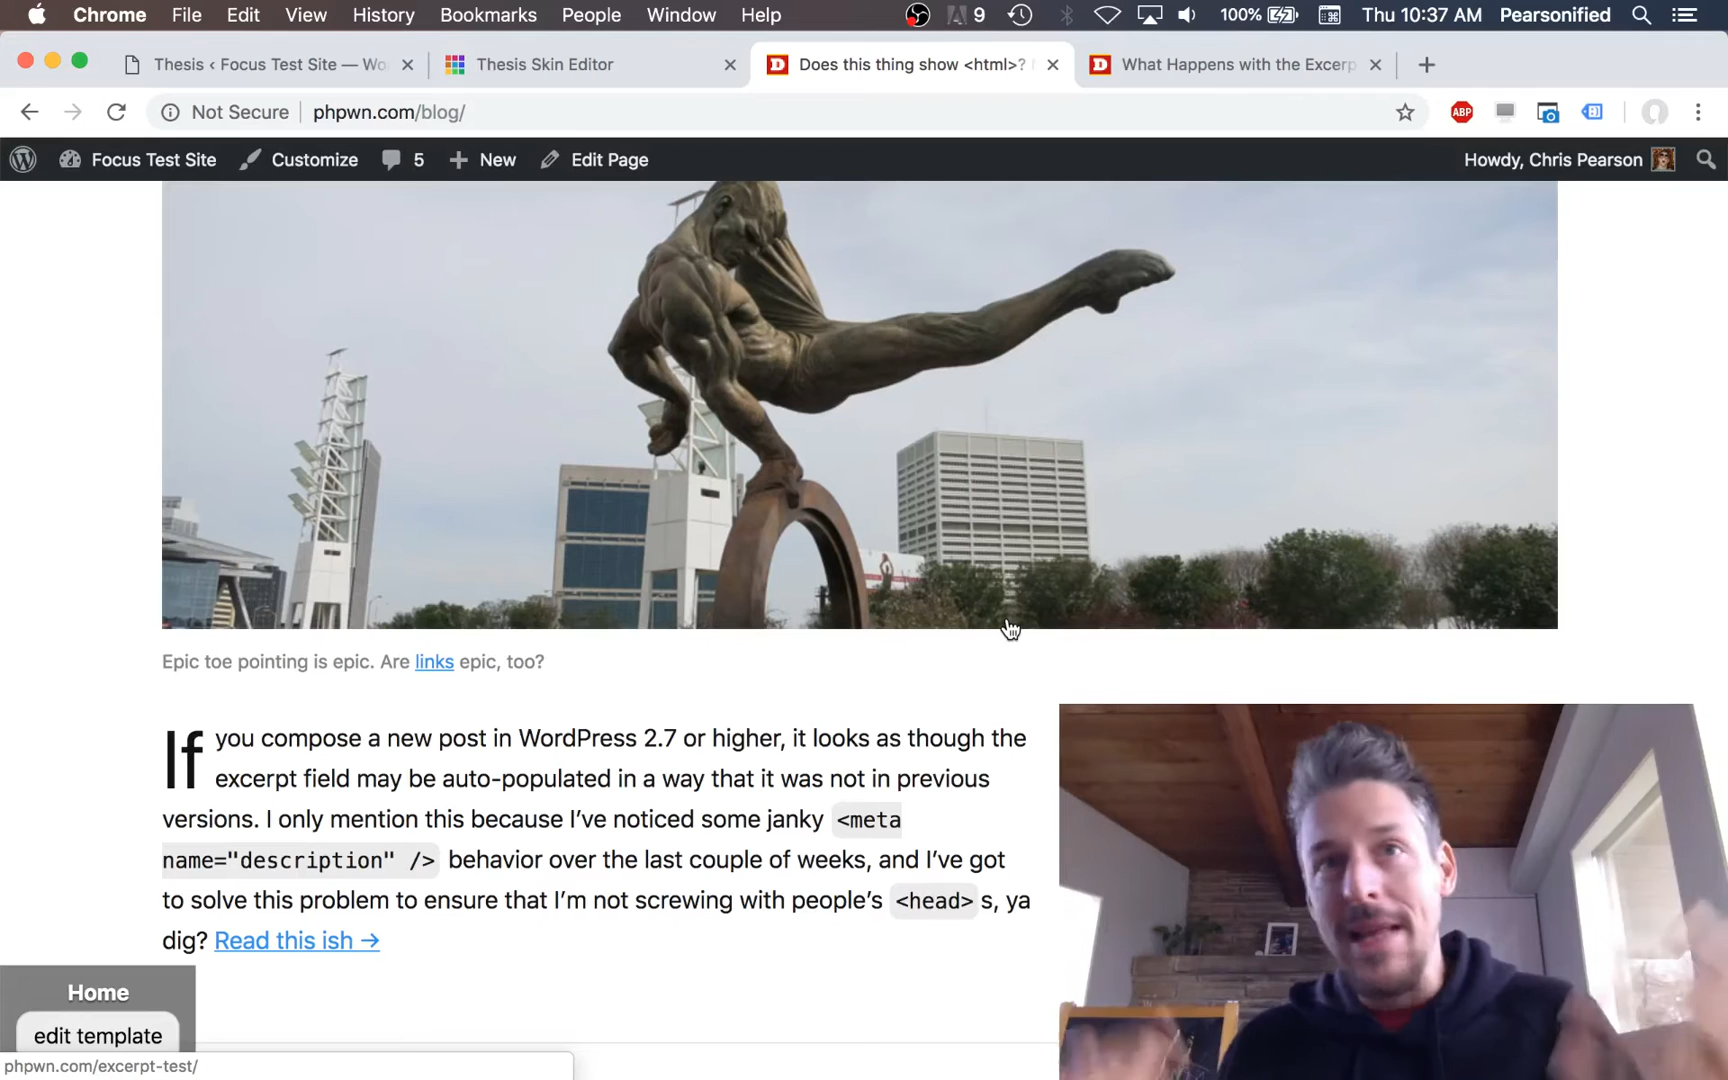 Chrome File Edit View History Bookmarks People Window Help 9 100% Thu 10:37 AM Pearsonified
Thesis ‹ Focus Test Site — Wo
Thesis Skin Editor
Does this thing show <html>?
What Happens with the Excerp
Not Secure phpwn.com/blog/
ABP
Focus Test Site Customize 5 New Edit Page Howdy, Chris Pearson
Epic toe pointing is epic. Are links epic, too?
If you compose a new post in WordPress 2.7 or higher, it looks as though the
excerpt field may be auto-populated in a way that it was not in previous
versions. I only mention this because I’ve noticed some janky <meta
name="description" /> behavior over the last couple of weeks, and I’ve got
to solve this problem to ensure that I’m not screwing with people’s <head> s, ya
dig? Read this ish →
Home
edit template
phpwn.com/excerpt-test/